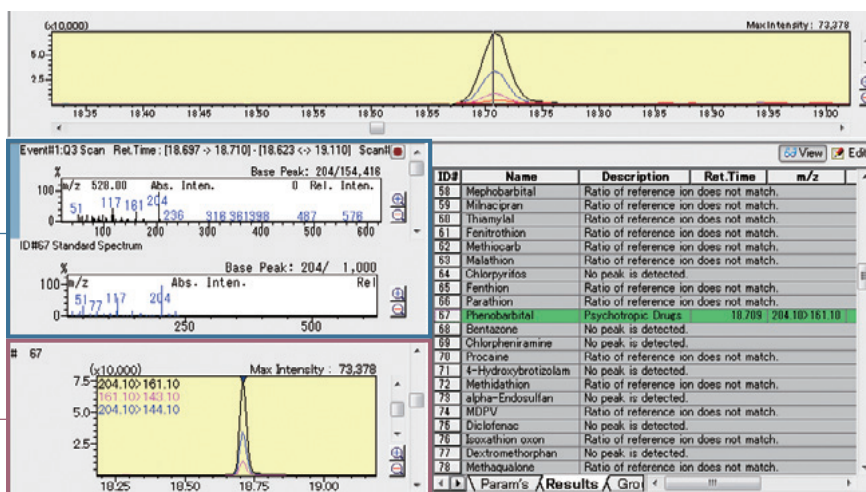 (x10,000) Max Intensity : 73,378
5.0
2.5
18.35 18.40 18.45 18.50 18.55 18.60 18.65 18.70 18.75 18.80 18.85 18.90 18.95 19.00
Event#1:Q3 Scan Ret.Time : [18.697 -> 18.710] - [18.623 <-> 19.110] Scan#
% Base Peak: 204/154,416
100 m/z 528.00 Abs. Inten. 0 Rel. Inten.
51 117 161 204 236 316 361 398 487 576
100 200 300 400 500 600
ID#67 Standard Spectrum
% Base Peak: 204/ 1,000
100 m/z Abs. Inten. Rel
51 77 117 204
250 500
# 67
(x10,000) Max Intensity : 73,378
7.5
204.10>161.10
161.10>143.10
5.0
204.10>144.10
2.5
18.25 18.50 18.75 19.00
View Edit
ID# Name Description Ret.Time m/z
58 Mephobarbital Ratio of reference ion does not match.
59 Milnacipran Ratio of reference ion does not match.
60 Thiamylal Ratio of reference ion does not match.
61 Fenitrothion Ratio of reference ion does not match.
62 Methiocarb Ratio of reference ion does not match.
63 Malathion Ratio of reference ion does not match.
64 Chlorpyrifos No peak is detected.
65 Fenthion Ratio of reference ion does not match.
66 Parathion Ratio of reference ion does not match.
67 Phenobarbital Psychotropic Drugs 18.709 204.10>161.10
68 Bentazone No peak is detected.
69 Chlorpheniramine No peak is detected.
70 Procaine Ratio of reference ion does not match.
71 4-Hydroxybrotizolam No peak is detected.
72 Methidathion Ratio of reference ion does not match.
73 alpha-Endosulfan No peak is detected.
74 MDPV Ratio of reference ion does not match.
75 Diclofenac No peak is detected.
76 Isoxathion oxon Ratio of reference ion does not match.
77 Dextromethorphan No peak is detected.
78 Methaqualone Ratio of reference ion does not match.
Param's Results Grou